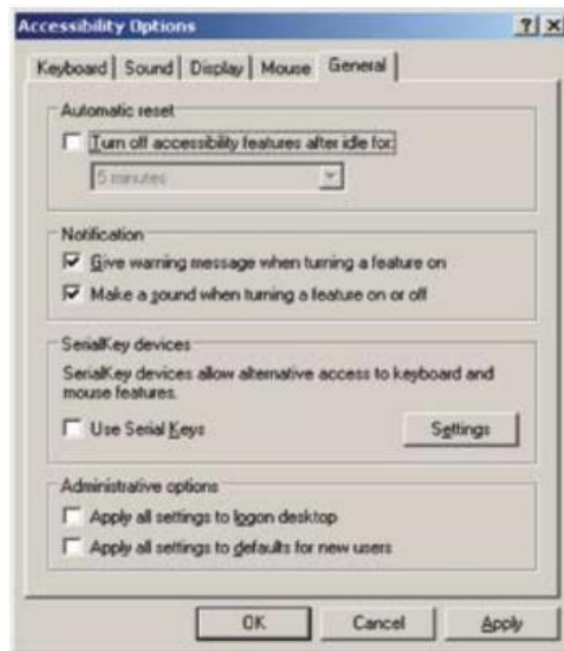 Accessibility Options
Keyboard Sound Display Mouse General
Automatic reset
Turn off accessibility features after idle for:
5 minutes
Notification
Give warning message when turning a feature on
Make a sound when turning a feature on or off
SerialKey devices
SerialKey devices allow alternative access to keyboard and
mouse features.
Use Serial Keys
Settings
Administrative options
Apply all settings to logon desktop
Apply all settings to defaults for new users
OK Cancel Apply